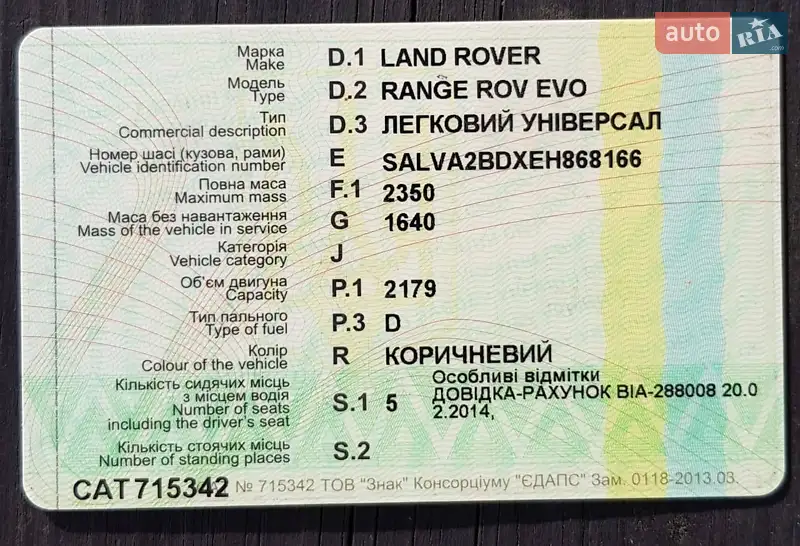 auto RIA .com
Марка
Make D.1 LAND ROVER
Модель
Type D.2 RANGE ROV EVO
Тип
Commercial description D.3 ЛЕГКОВИЙ УНІВЕРСАЛ
Номер шасі (кузова, рами)
Vehicle identification number E SALVA2BDXEH868166
Повна маса
Maximum mass F.1 2350
Маса без навантаження
Mass of the vehicle in service G 1640
Категорія
Vehicle category J
Об'єм двигуна
Capacity P.1 2179
Тип пального
Type of fuel P.3 D
Колір
Colour of the vehicle R КОРИЧНЕВИЙ
Кількість сидячих місць
з місцем водія
Number of seats
including the driver's seat S.1 5
Особливі відмітки
ДОВІДКА-РАХУНОК ВІА-288008 20.0
2.2014,
Кількість стоячих місць
Number of standing places S.2
САТ715342 № 715342 ТОВ "Знак" Консорціуму "ЄДАПС" Зам. 0118-2013.03.